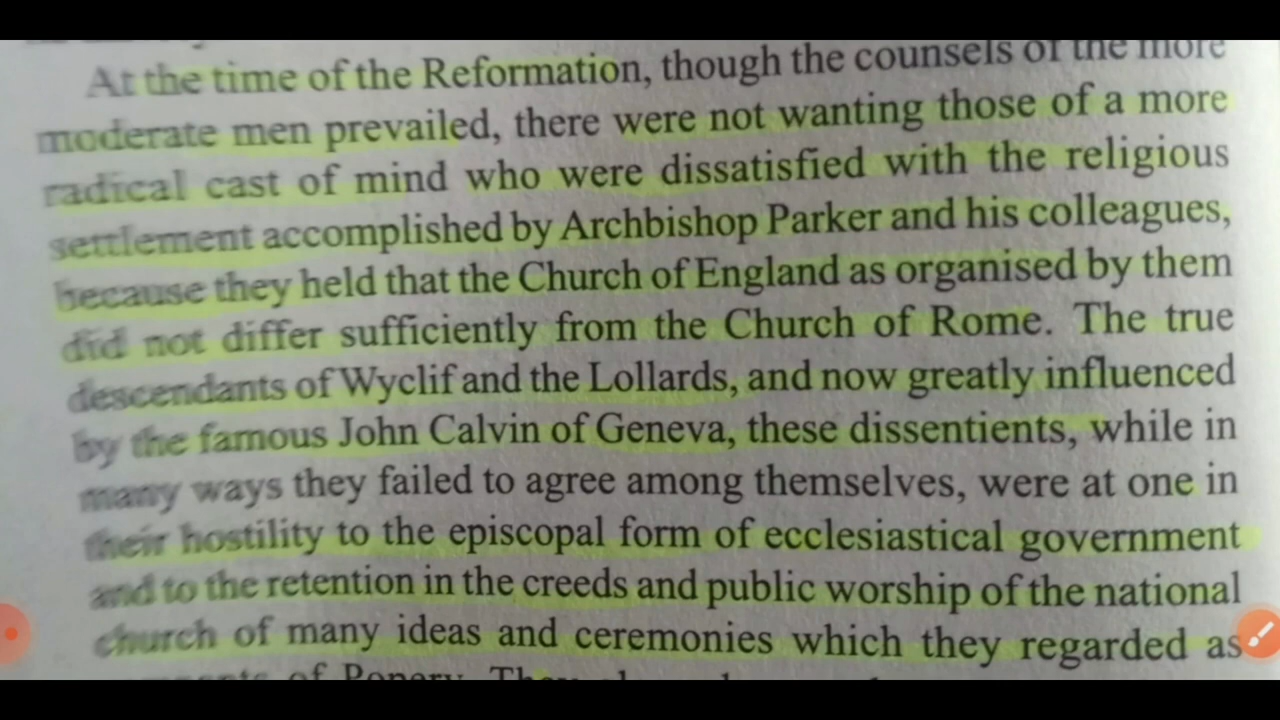 At the time of the Reformation, though the counsels of the more
moderate men prevailed, there were not wanting those of a more
radical cast of mind who were dissatisfied with the religious
settlement accomplished by Archbishop Parker and his colleagues,
because they held that the Church of England as organised by them
did not differ sufficiently from the Church of Rome. The true
descendants of Wyclif and the Lollards, and now greatly influenced
by the famous John Calvin of Geneva, these dissentients, while in
many ways they failed to agree among themselves, were at one in
their hostility to the episcopal form of ecclesiastical government
and to the retention in the creeds and public worship of the national
church of many ideas and ceremonies which they regarded as
of Popery.